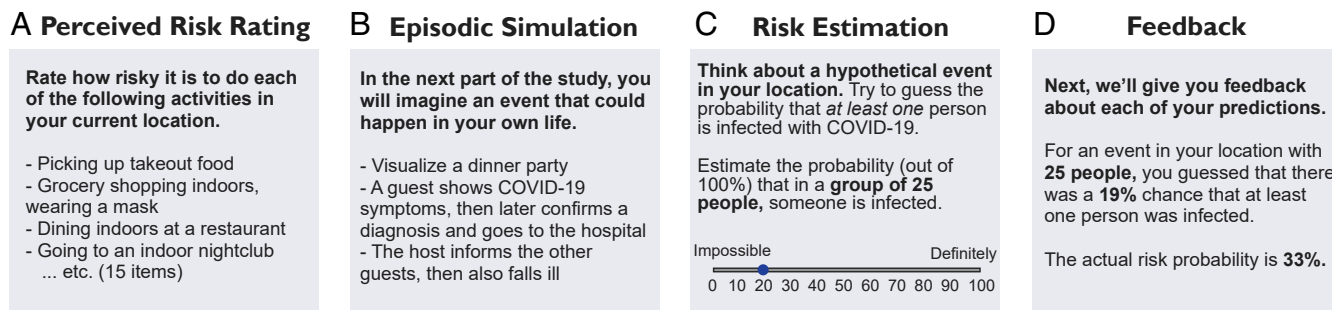 A Perceived Risk Rating
Rate how risky it is to do each
of the following activities in
your current location.
- Picking up takeout food
- Grocery shopping indoors,
wearing a mask
- Dining indoors at a restaurant
- Going to an indoor nightclub
... etc. (15 items)
B Episodic Simulation
In the next part of the study, you
will imagine an event that could
happen in your own life.
- Visualize a dinner party
- A guest shows COVID-19
symptoms, then later confirms a
diagnosis and goes to the hospital
- The host informs the other
guests, then also falls ill
C Risk Estimation
Think about a hypothetical event
in your location. Try to guess the
probability that at least one person
is infected with COVID-19.
Estimate the probability (out of
100%) that in a group of 25
people, someone is infected.
Impossible Definitely
0 10 20 30 40 50 60 70 80 90 100
D Feedback
Next, we'll give you feedback
about each of your predictions.
For an event in your location with
25 people, you guessed that there
was a 19% chance that at least
one person was infected.
The actual risk probability is 33%.